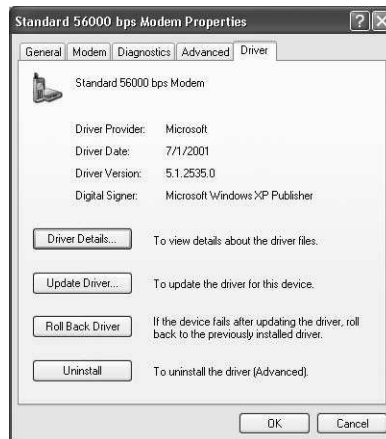 Standard 56000 bps Modem Properties
General Modem Diagnostics Advanced Driver
Standard 56000 bps Modem
Driver Provider: Microsoft
Driver Date: 7/1/2001
Driver Version: 5.1.2535.0
Digital Signer: Microsoft Windows XP Publisher
Driver Details... To view details about the driver files.
Update Driver... To update the driver for this device.
Roll Back Driver If the device fails after updating the driver, roll
back to the previously installed driver.
Uninstall To uninstall the driver (Advanced).
OK Cancel